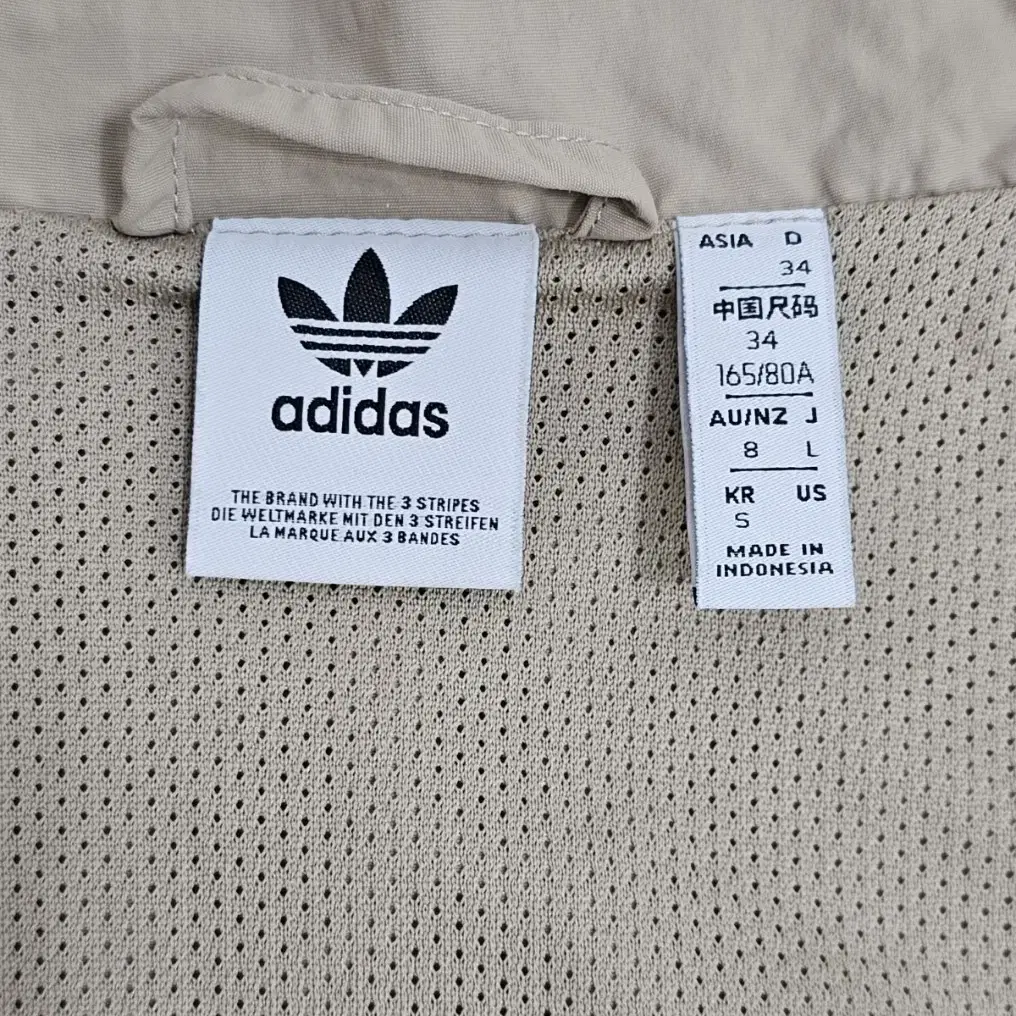 adidas
THE BRAND WITH THE 3 STRIPES
DIE WELTMARKE MIT DEN 3 STREIFEN
LA MARQUE AUX 3 BANDES
ASIA D
34
中国尺码
34
165/80A
AU/NZ J
8 L
KR US
S
MADE IN
INDONESIA